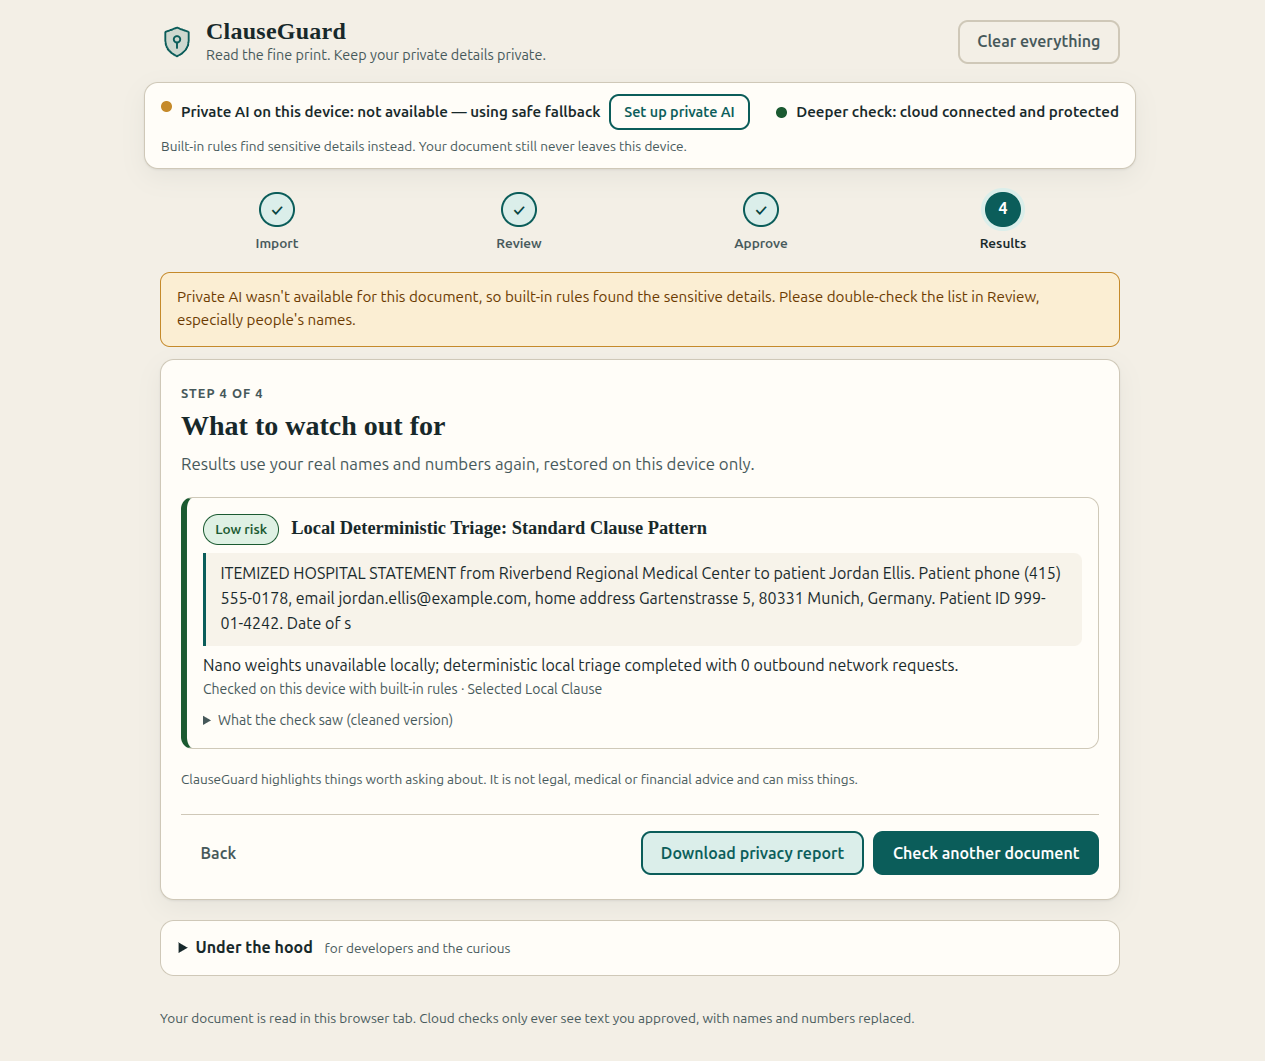 ClauseGuard
Read the fine print. Keep your private details private.
Clear everything
Private AI on this device: not available — using safe fallback
Set up private AI
Deeper check: cloud connected and protected
Built-in rules find sensitive details instead. Your document still never leaves this device.
Import
Review
Approve
4
Results
Private AI wasn't available for this document, so built-in rules found the sensitive details. Please double-check the list in Review,
especially people's names.
STEP 4 OF 4
What to watch out for
Results use your real names and numbers again, restored on this device only.
Low risk
Local Deterministic Triage: Standard Clause Pattern
ITEMIZED HOSPITAL STATEMENT from Riverbend Regional Medical Center to patient Jordan Ellis. Patient phone (415)
555-0178, email jordan.ellis@example.com, home address Gartenstrasse 5, 80331 Munich, Germany. Patient ID 999-
01-4242. Date of s
Nano weights unavailable locally; deterministic local triage completed with 0 outbound network requests.
Checked on this device with built-in rules · Selected Local Clause
What the check saw (cleaned version)
ClauseGuard highlights things worth asking about. It is not legal, medical or financial advice and can miss things.
Back
Download privacy report
Check another document
Under the hood for developers and the curious
Your document is read in this browser tab. Cloud checks only ever see text you approved, with names and numbers replaced.